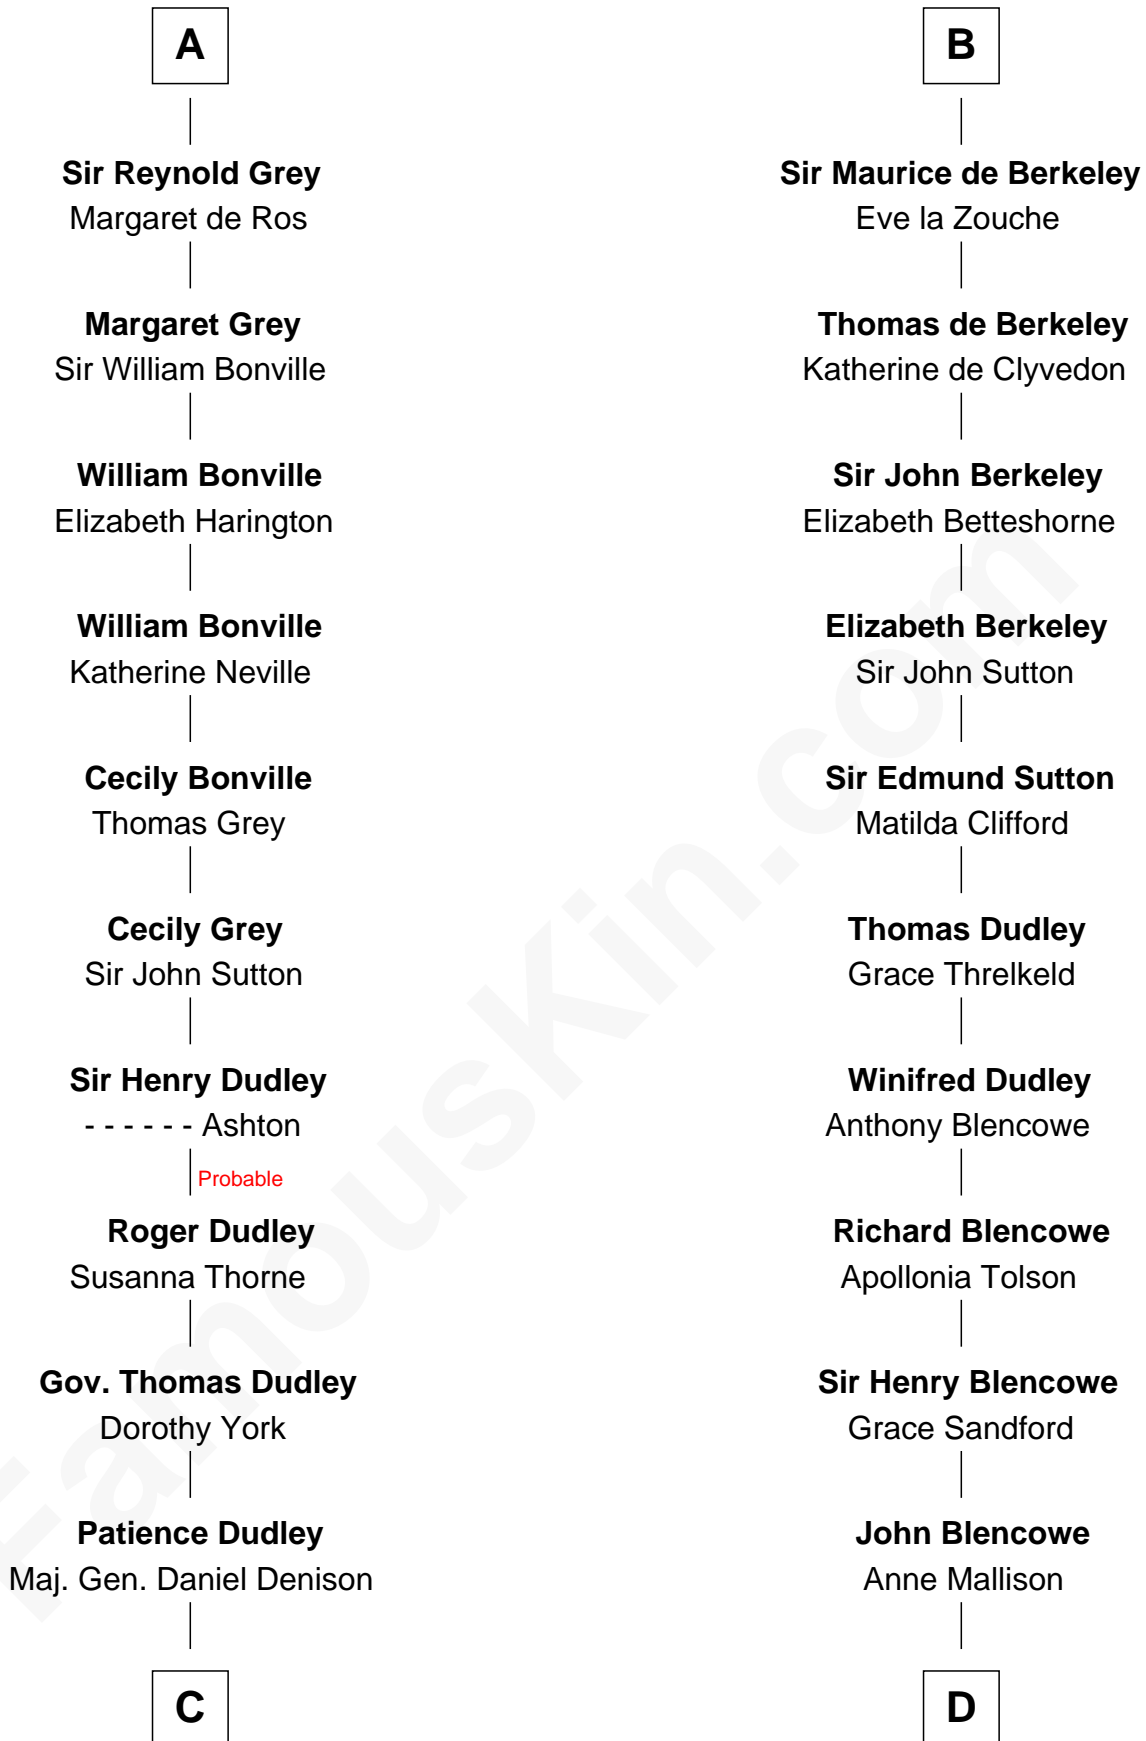 A
Sir Reynold Grey
Margaret de Ros
Margaret Grey
Sir William Bonville
William Bonville
Elizabeth Harington
William Bonville
Katherine Neville
Cecily Bonville
Thomas Grey
Cecily Grey
Sir John Sutton
Sir Henry Dudley
- - - - - - Ashton
Probable
Roger Dudley
Susanna Thorne
Gov. Thomas Dudley
Dorothy York
Patience Dudley
Maj. Gen. Daniel Denison
C
B
Sir Maurice de Berkeley
Eve la Zouche
Thomas de Berkeley
Katherine de Clyvedon
Sir John Berkeley
Elizabeth Betteshorne
Elizabeth Berkeley
Sir John Sutton
Sir Edmund Sutton
Matilda Clifford
Thomas Dudley
Grace Threlkeld
Winifred Dudley
Anthony Blencowe
Richard Blencowe
Apollonia Tolson
Sir Henry Blencowe
Grace Sandford
John Blencowe
Anne Mallison
D
FamousKin.com